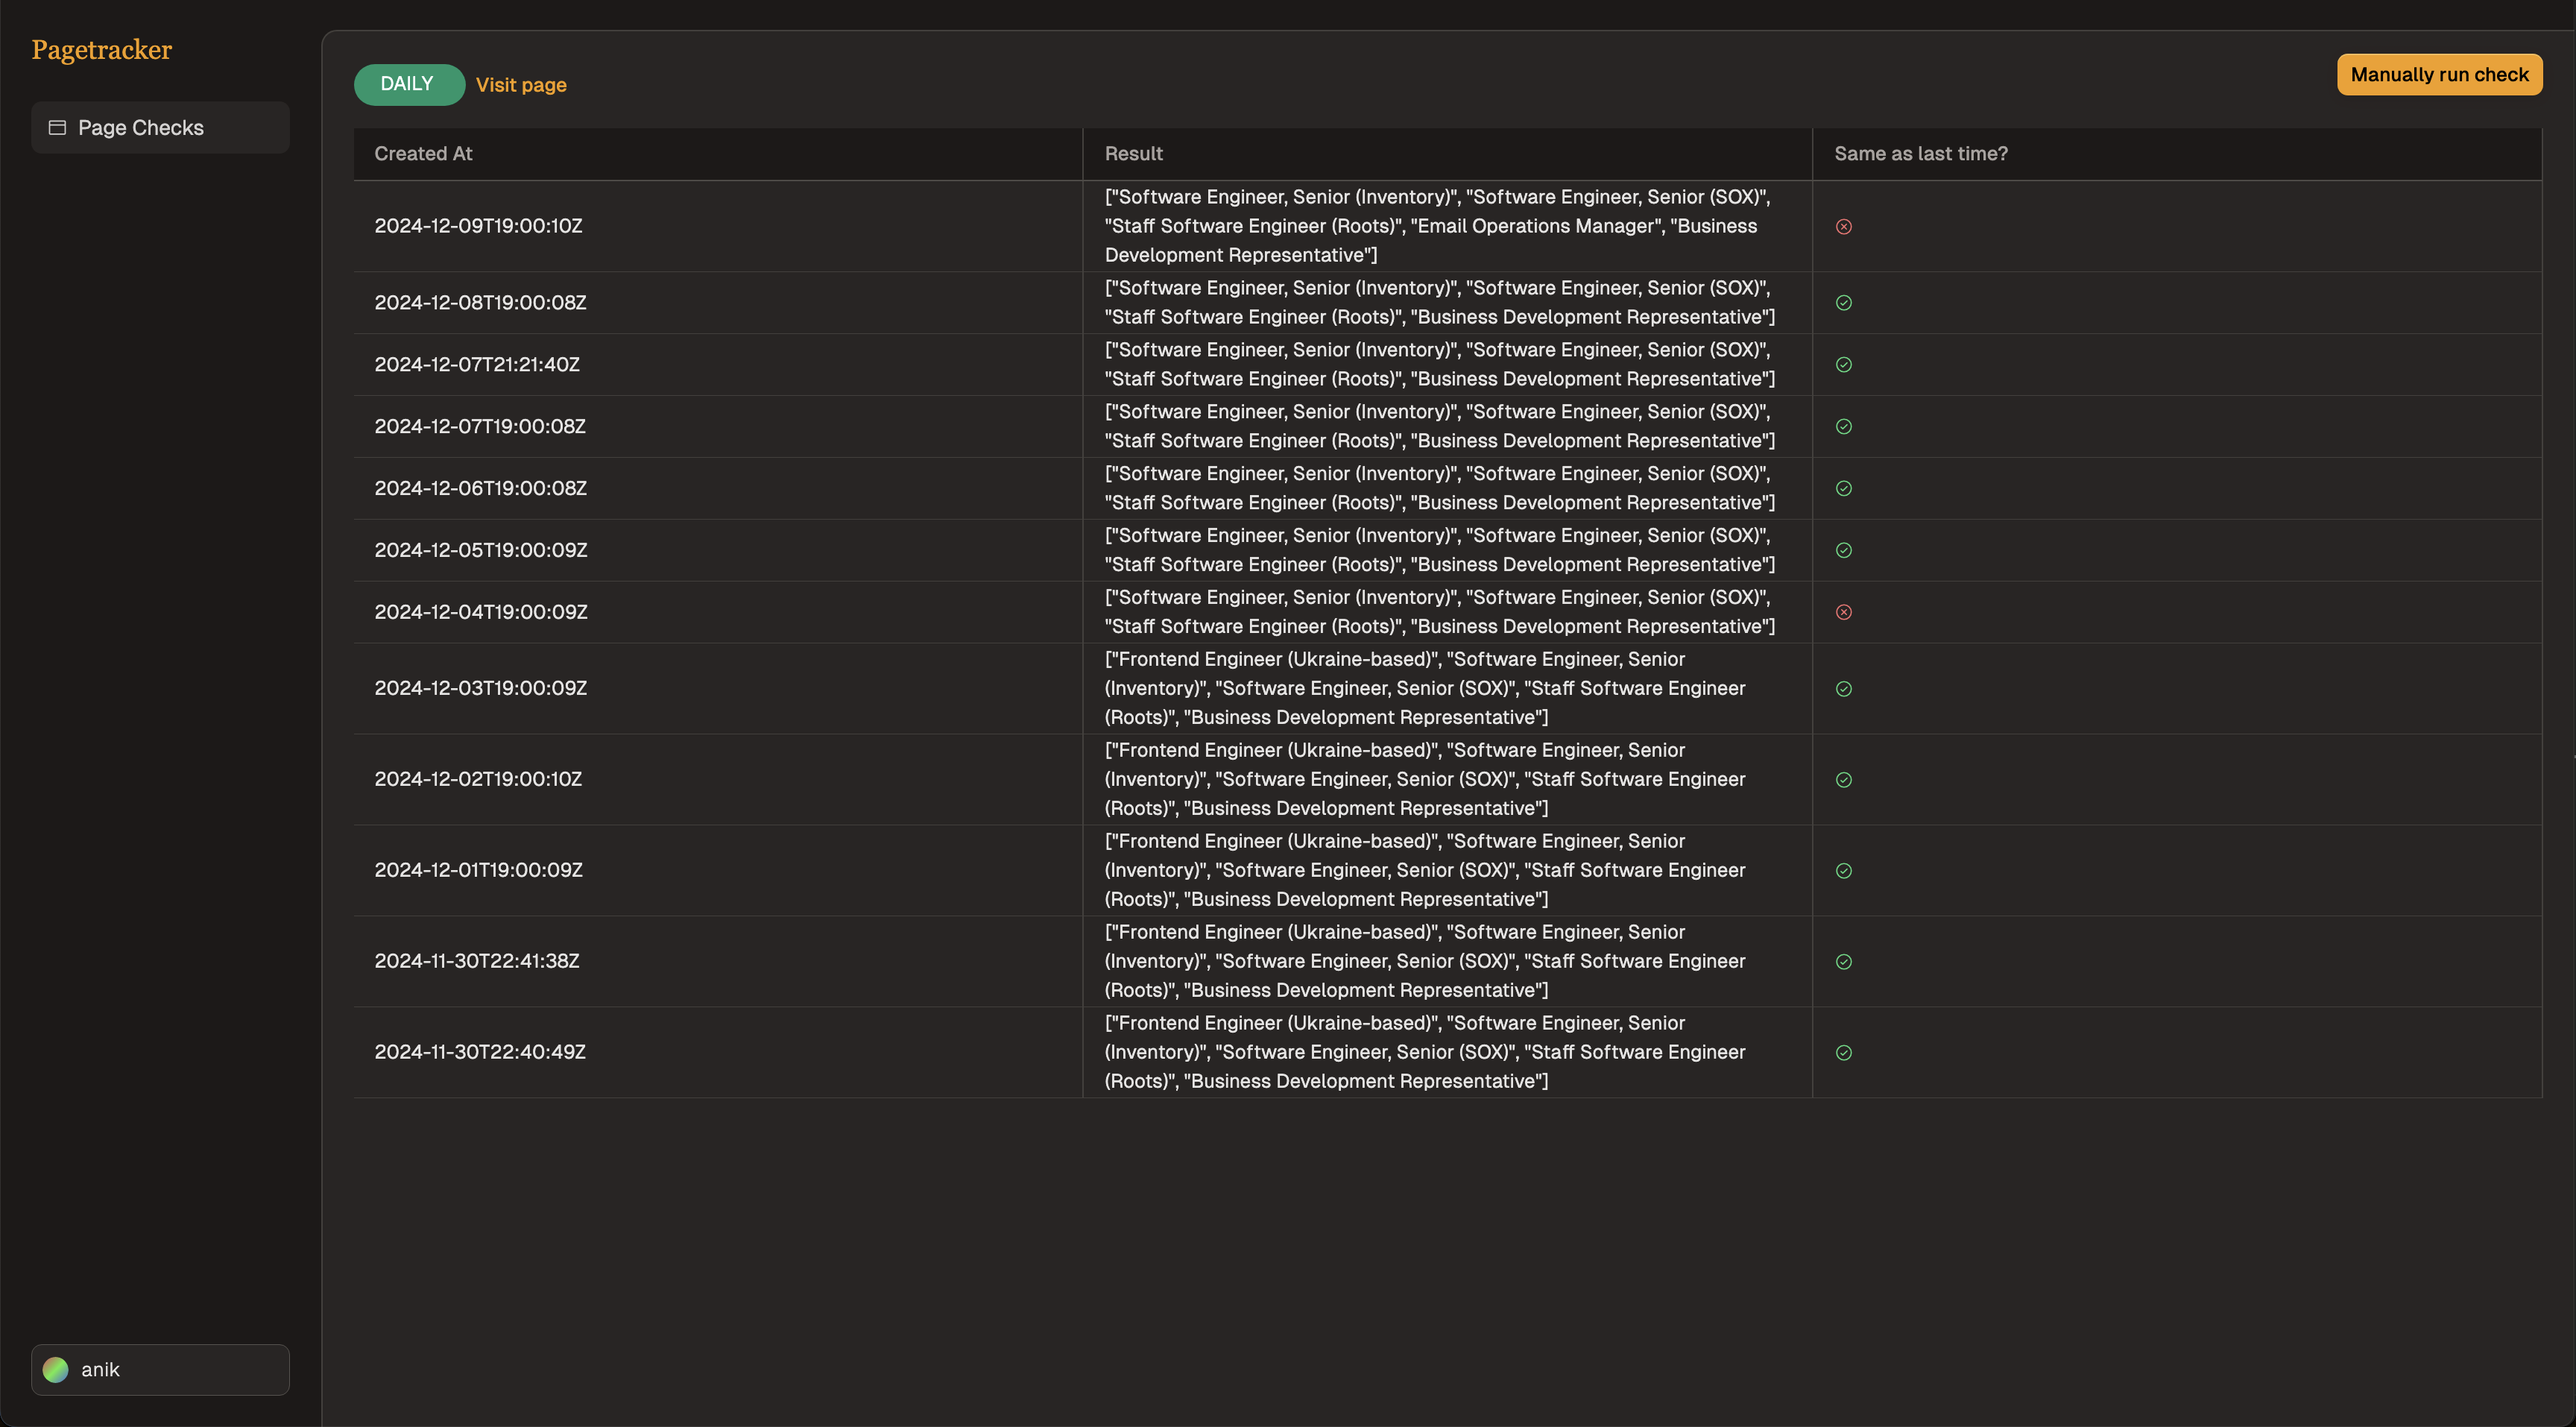 Pagetracker
Page Checks
DAILY
Visit page
Manually run check
Created At
Result
Same as last time?
2024-12-09T19:00:10Z
["Software Engineer, Senior (Inventory)", "Software Engineer, Senior (SOX)",
"Staff Software Engineer (Roots)", "Email Operations Manager", "Business
Development Representative"]
2024-12-08T19:00:08Z
["Software Engineer, Senior (Inventory)", "Software Engineer, Senior (SOX)",
"Staff Software Engineer (Roots)", "Business Development Representative"]
2024-12-07T21:21:40Z
["Software Engineer, Senior (Inventory)", "Software Engineer, Senior (SOX)",
"Staff Software Engineer (Roots)", "Business Development Representative"]
2024-12-07T19:00:08Z
["Software Engineer, Senior (Inventory)", "Software Engineer, Senior (SOX)",
"Staff Software Engineer (Roots)", "Business Development Representative"]
2024-12-06T19:00:08Z
["Software Engineer, Senior (Inventory)", "Software Engineer, Senior (SOX)",
"Staff Software Engineer (Roots)", "Business Development Representative"]
2024-12-05T19:00:09Z
["Software Engineer, Senior (Inventory)", "Software Engineer, Senior (SOX)",
"Staff Software Engineer (Roots)", "Business Development Representative"]
2024-12-04T19:00:09Z
["Software Engineer, Senior (Inventory)", "Software Engineer, Senior (SOX)",
"Staff Software Engineer (Roots)", "Business Development Representative"]
2024-12-03T19:00:09Z
["Frontend Engineer (Ukraine-based)", "Software Engineer, Senior
(Inventory)", "Software Engineer, Senior (SOX)", "Staff Software Engineer
(Roots)", "Business Development Representative"]
2024-12-02T19:00:10Z
["Frontend Engineer (Ukraine-based)", "Software Engineer, Senior
(Inventory)", "Software Engineer, Senior (SOX)", "Staff Software Engineer
(Roots)", "Business Development Representative"]
2024-12-01T19:00:09Z
["Frontend Engineer (Ukraine-based)", "Software Engineer, Senior
(Inventory)", "Software Engineer, Senior (SOX)", "Staff Software Engineer
(Roots)", "Business Development Representative"]
2024-11-30T22:41:38Z
["Frontend Engineer (Ukraine-based)", "Software Engineer, Senior
(Inventory)", "Software Engineer, Senior (SOX)", "Staff Software Engineer
(Roots)", "Business Development Representative"]
2024-11-30T22:40:49Z
["Frontend Engineer (Ukraine-based)", "Software Engineer, Senior
(Inventory)", "Software Engineer, Senior (SOX)", "Staff Software Engineer
(Roots)", "Business Development Representative"]
anik